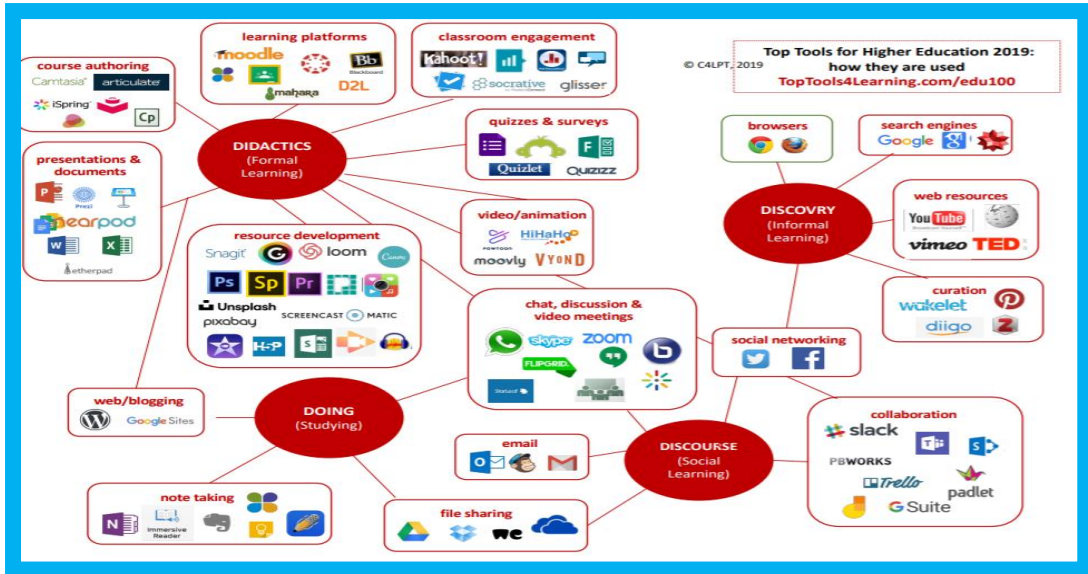 Top Tools for Higher Education 2019:
how they are used
TopTools4Learning.com/edu100
© C4LPT, 2019
learning platforms
moodle
Bb
Blackboard
mahara
D2L
classroom engagement
Kahoot!
socrative
glisser
course authoring
Camtasia
articulate
iSpring
Cp
DIDACTICS
(Formal
Learning)
quizzes & surveys
F
Quizlet
Quizizz
browsers
search engines
Google
g
presentations &
documents
P
Prezi
nearpod
W
X
etherpad
DISCOVRY
(Informal
Learning)
web resources
YouTube
vimeo
TED
video/animation
POWTOON
HiHaHo
moovly
VYOND
resource development
Snagit
G
loom
Canva
Ps
Sp
Pr
Unsplash
pixabay
SCREENCAST MATIC
H5P
S
chat, discussion &
video meetings
skype
zoom
FLIPGRID
b
curation
wakelet
diigo
Z
social networking
f
web/blogging
W
Google Sites
DOING
(Studying)
email
O
M
DISCOURSE
(Social
Learning)
collaboration
slack
T
S
PBWORKS
Trello
padlet
G Suite
note taking
N
Immersive
Reader
file sharing
we